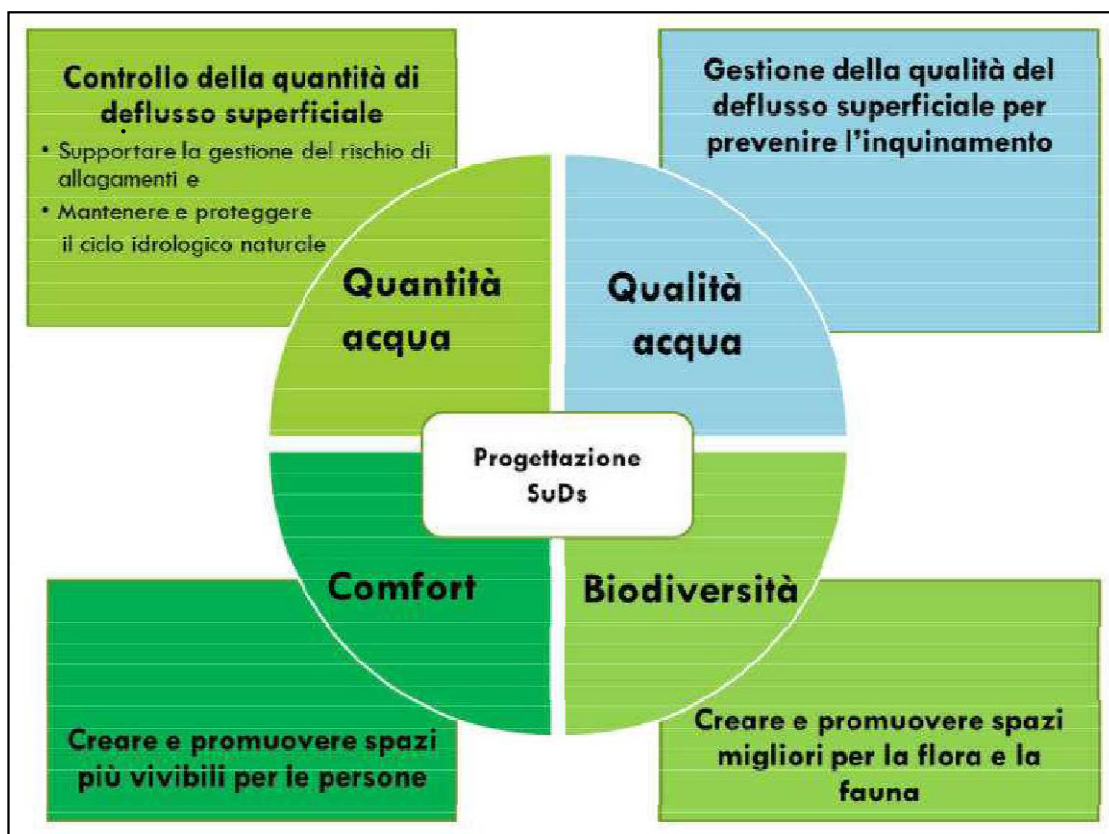 Controllo della quantità di
deflusso superficiale
• Supportare la gestione del rischio di
allagamenti e
• Mantenere e proteggere
il ciclo idrologico naturale
Gestione della qualità del
deflusso superficiale per
prevenire l'inquinamento
Quantità
acqua
Qualità
acqua
Progettazione
SuDs
Comfort
Biodiversità
Creare e promuovere spazi
più vivibili per le persone
Creare e promuovere spazi
migliori per la flora e la
fauna